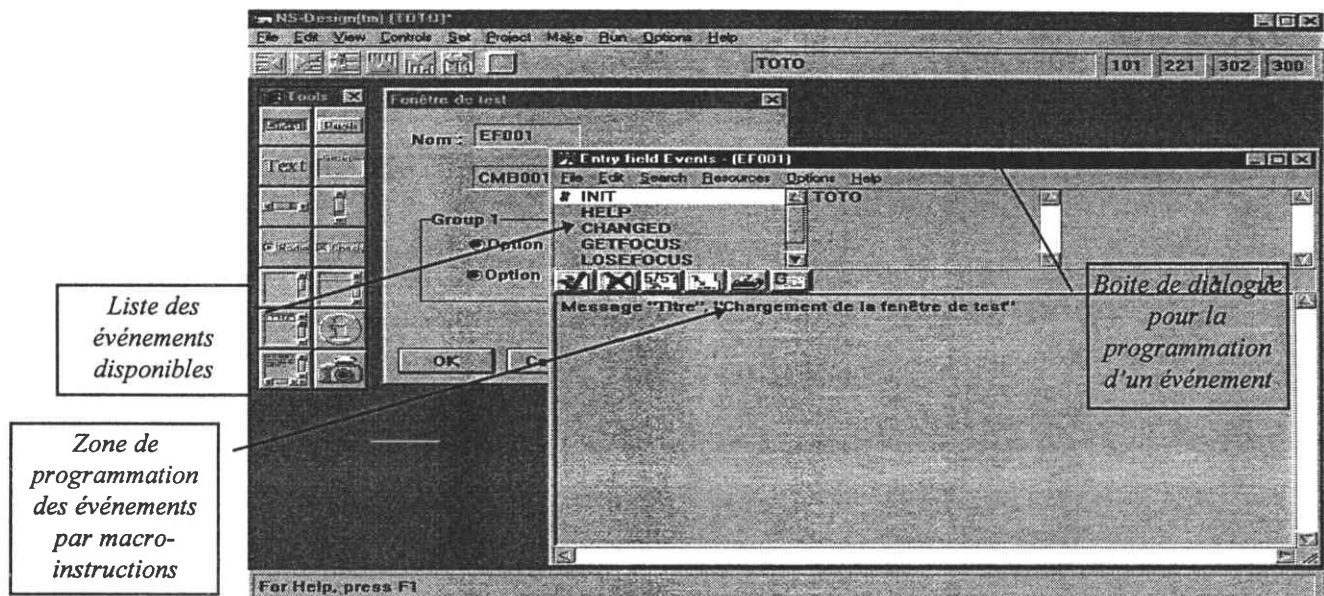 NS-Design(tm) (TOTO)*
File Edit View Controls Set Project Make Run Options Help
TOTO 101 221 302 300
Tools
Fenêtre de test
Push
Text
Radio Check
Nom : EF001
CMB001
Group 1
Option
Option
OK
Entry field Events - (EF001)
File Edit Search Resources Options Help
# INIT
HELP
CHANGED
GETFOCUS
LOSEFOCUS
TOTO
Message "Titre", "Chargement de la fenêtre de test"
For Help, press F1
Liste des
événements
disponibles
Zone de
programmation
des événements
par macro-
instructions
Boite de dialogue
pour la
programmation
d'un événement